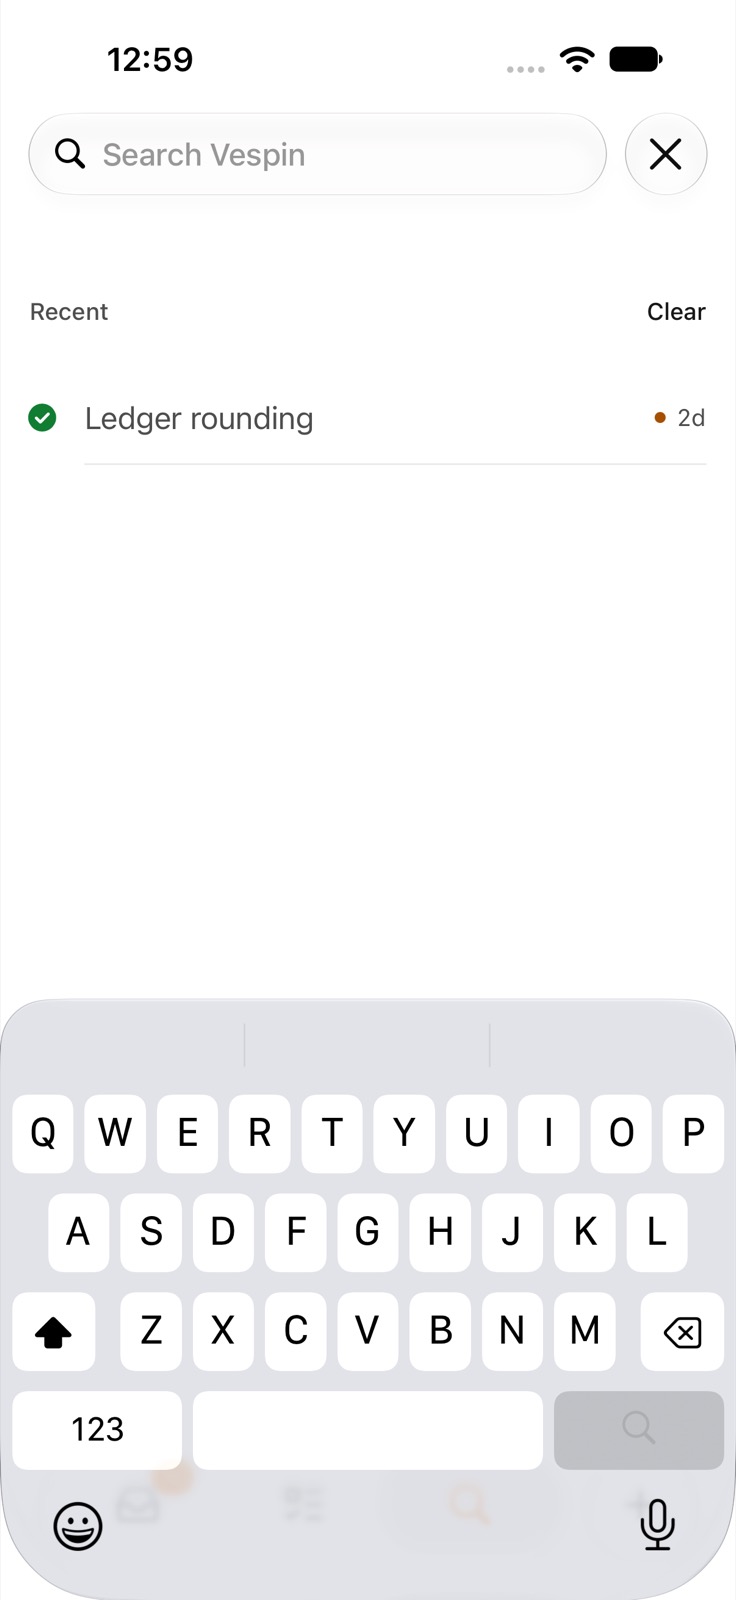 12:59
Search Vespin
Recent Clear
Ledger rounding 2d
Q W E R T Y U I O P
A S D F G H J K L
Z X C V B N M
123